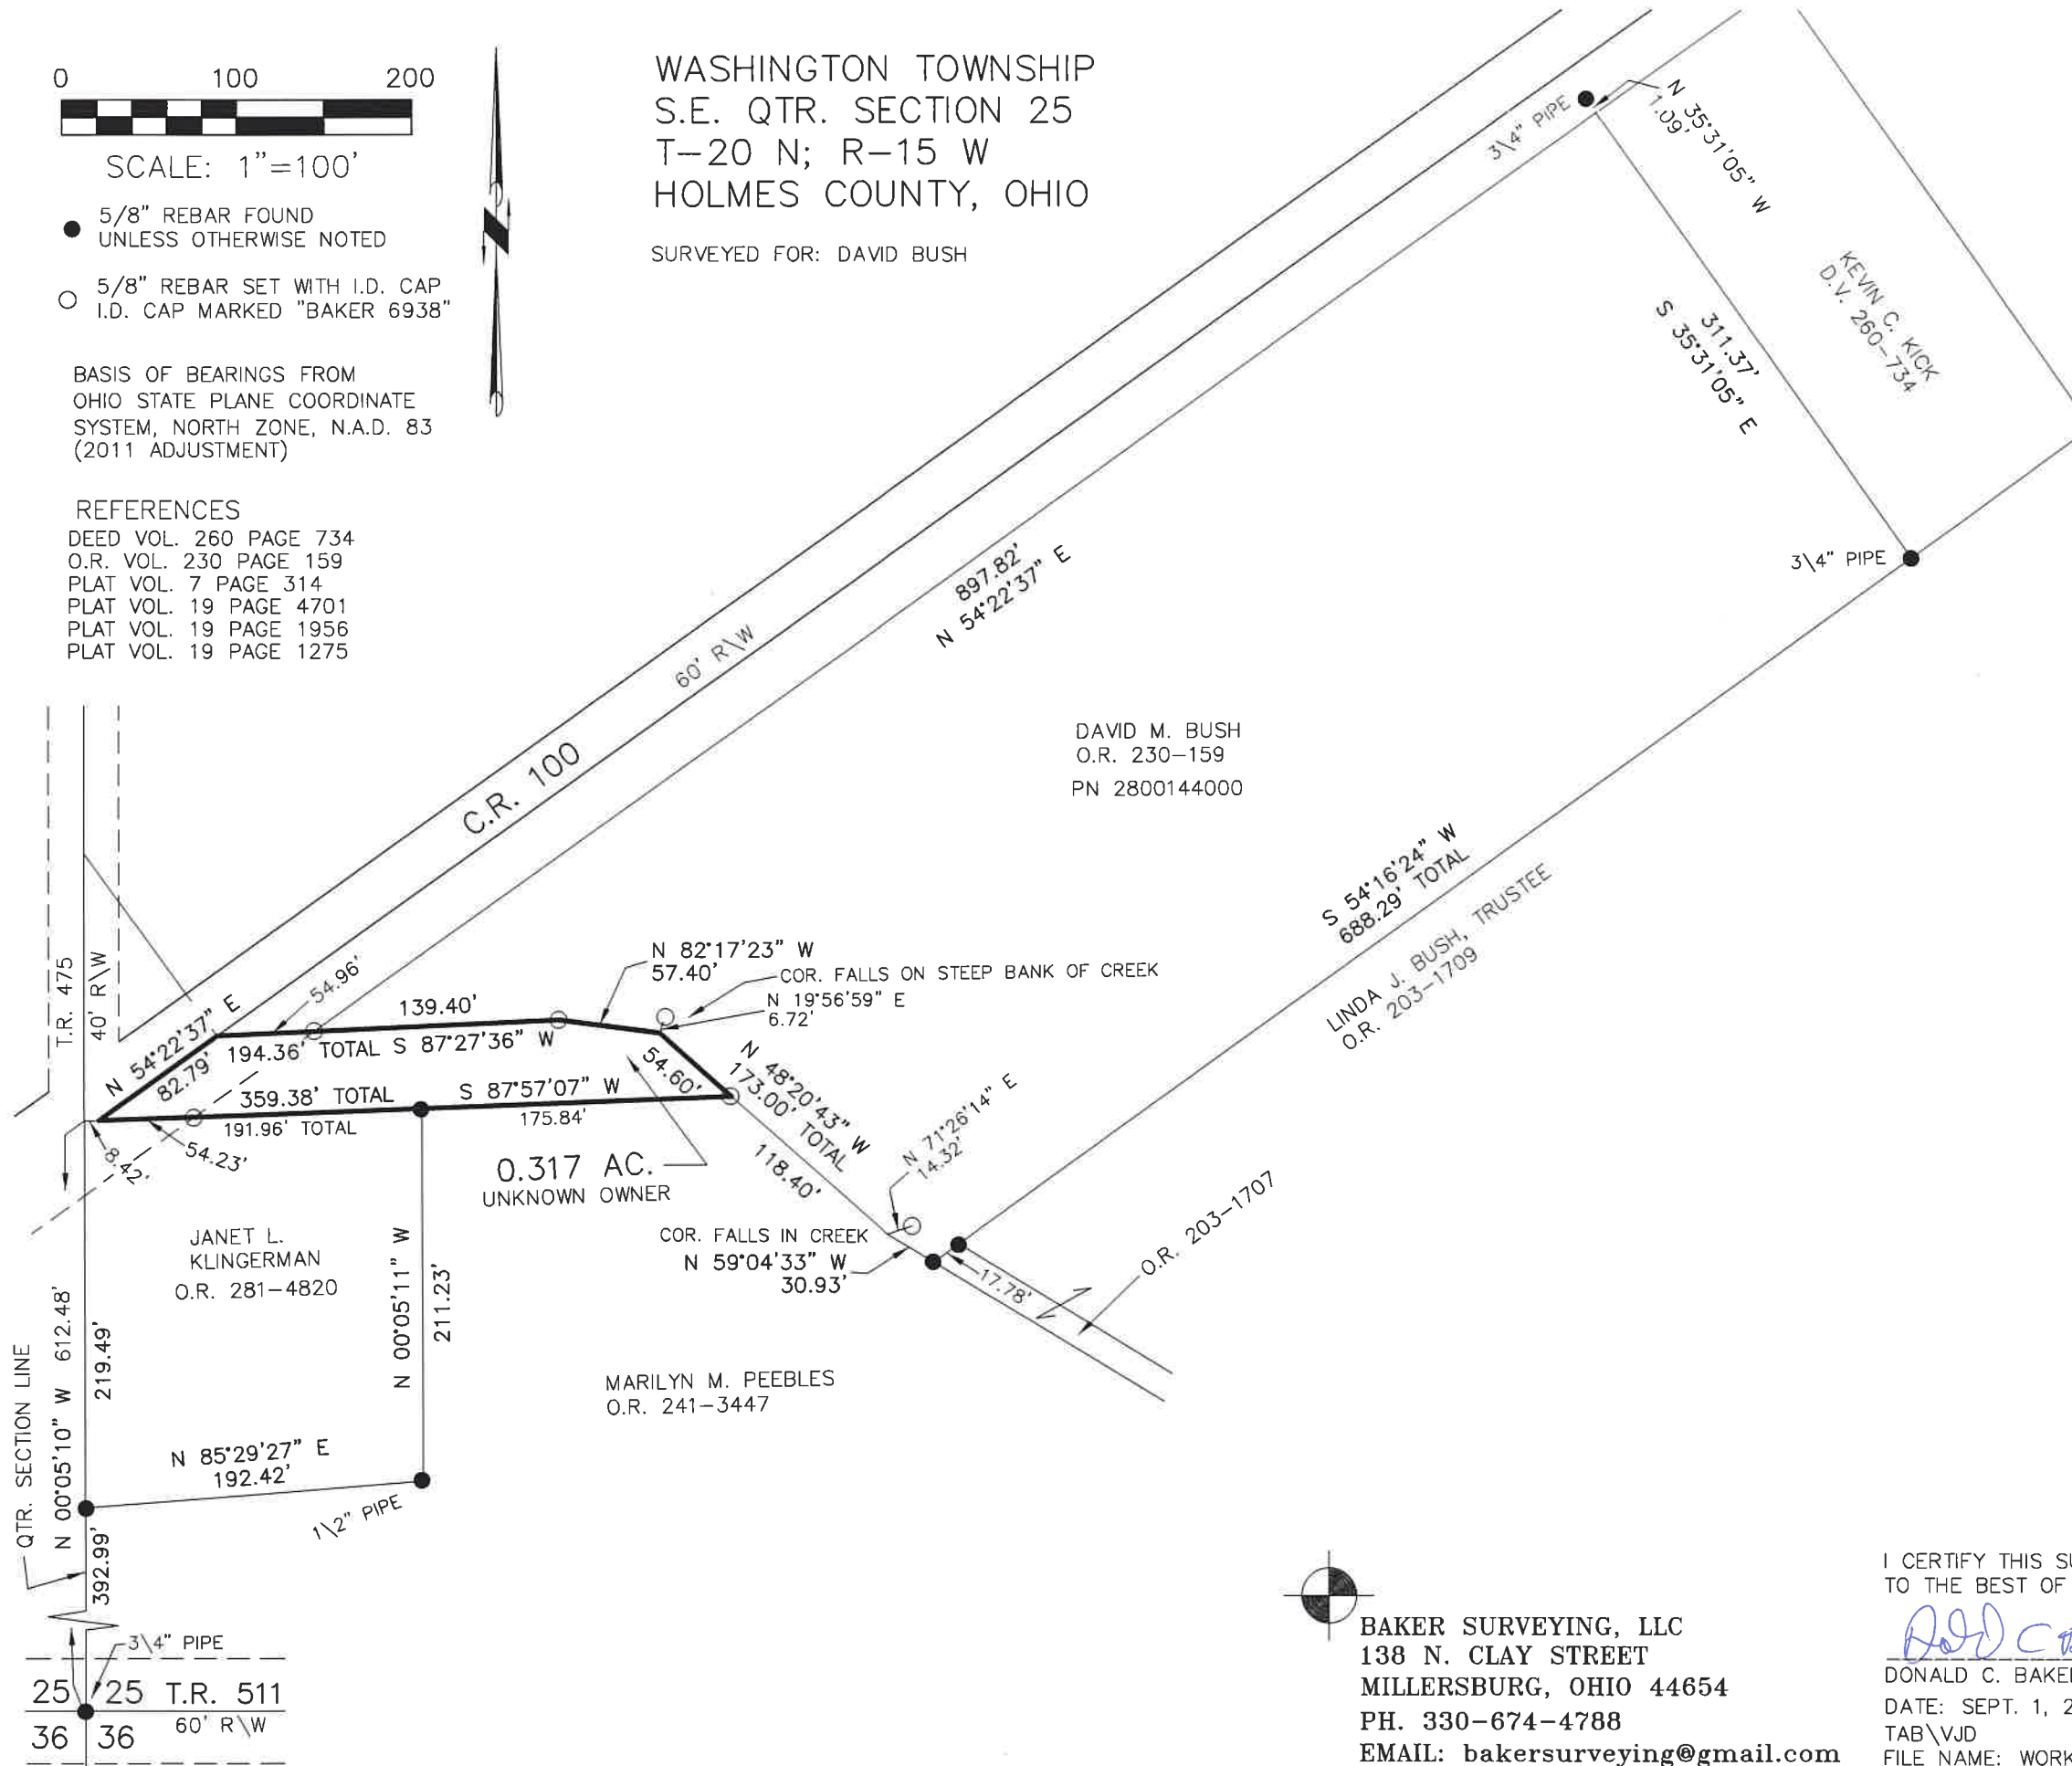 0 100 200
SCALE: 1"=100'
5/8" REBAR FOUND
UNLESS OTHERWISE NOTED
5/8" REBAR SET WITH I.D. CAP
I.D. CAP MARKED "BAKER 6938"
BASIS OF BEARINGS FROM
OHIO STATE PLANE COORDINATE
SYSTEM, NORTH ZONE, N.A.D. 83
(2011 ADJUSTMENT)
REFERENCES
DEED VOL. 260 PAGE 734
O.R. VOL. 230 PAGE 159
PLAT VOL. 7 PAGE 314
PLAT VOL. 19 PAGE 4701
PLAT VOL. 19 PAGE 1956
PLAT VOL. 19 PAGE 1275
WASHINGTON TOWNSHIP
S.E. QTR. SECTION 25
T-20 N; R-15 W
HOLMES COUNTY, OHIO
SURVEYED FOR: DAVID BUSH
3\4" PIPE
N 35°31'05" W
1.09'
KEVIN C. KICK
D.V. 260-734
311.37'
S 35°31'05" E
3\4" PIPE
897.82'
N 54°22'37" E
60' R\W
C.R. 100
DAVID M. BUSH
O.R. 230-159
PN 2800144000
S 54°16'24" W
688.29' TOTAL
LINDA J. BUSH, TRUSTEE
O.R. 203-1709
T.R. 475
40' R\W
N 54°22'37" E
82.79'
54.96'
139.40'
194.36' TOTAL S 87°27'36" W
N 82°17'23" W
57.40'
COR. FALLS ON STEEP BANK OF CREEK
N 19°56'59" E
6.72'
54.60'
N 48°20'43" W
173.00' TOTAL
118.40'
359.38' TOTAL
S 87°57'07" W
191.96' TOTAL
175.84'
8.42'
54.23'
0.317 AC.
UNKNOWN OWNER
N 71°26'14" E
14.32'
COR. FALLS IN CREEK
N 59°04'33" W
30.93'
17.78'
O.R. 203-1707
JANET L.
KLINGERMAN
O.R. 281-4820
N 00°05'11" W
211.23'
MARILYN M. PEEBLES
O.R. 241-3447
QTR. SECTION LINE
N 00°05'10" W 612.48'
219.49'
N 85°29'27" E
192.42'
1\2" PIPE
392.99'
3\4" PIPE
25 25 T.R. 511
36 36 60' R\W
BAKER SURVEYING, LLC
138 N. CLAY STREET
MILLERSBURG, OHIO 44654
PH. 330-674-4788
EMAIL: bakersurveying@gmail.com
I CERTIFY THIS SU
TO THE BEST OF
DONALD C. BAKE
DATE: SEPT. 1, 2
TAB\VJD
FILE NAME: WORK